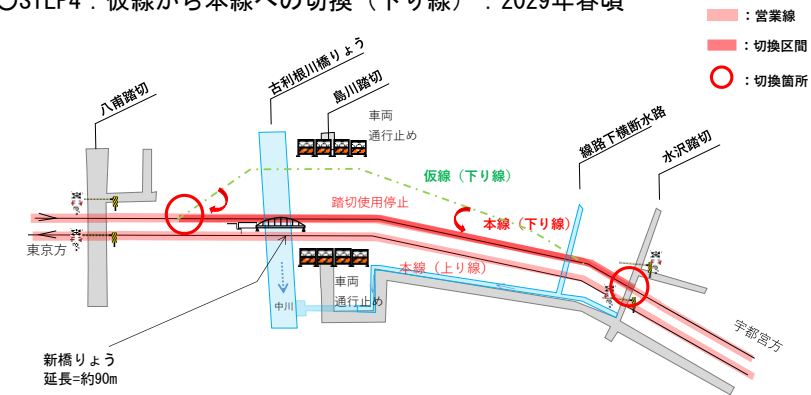 ○STEP4：仮線から本線への切換（下り線）：2029年春頃
：営業線
：切換区間
：切換箇所
八甫踏切
古利根川橋りょう
島川踏切
車両
通行止め
線路下横断水路
水沢踏切
仮線（下り線）
踏切使用停止
本線（下り線）
東京方
本線（上り線）
車両
通行止め
中川
宇都宮方
新橋りょう
延長=約90m